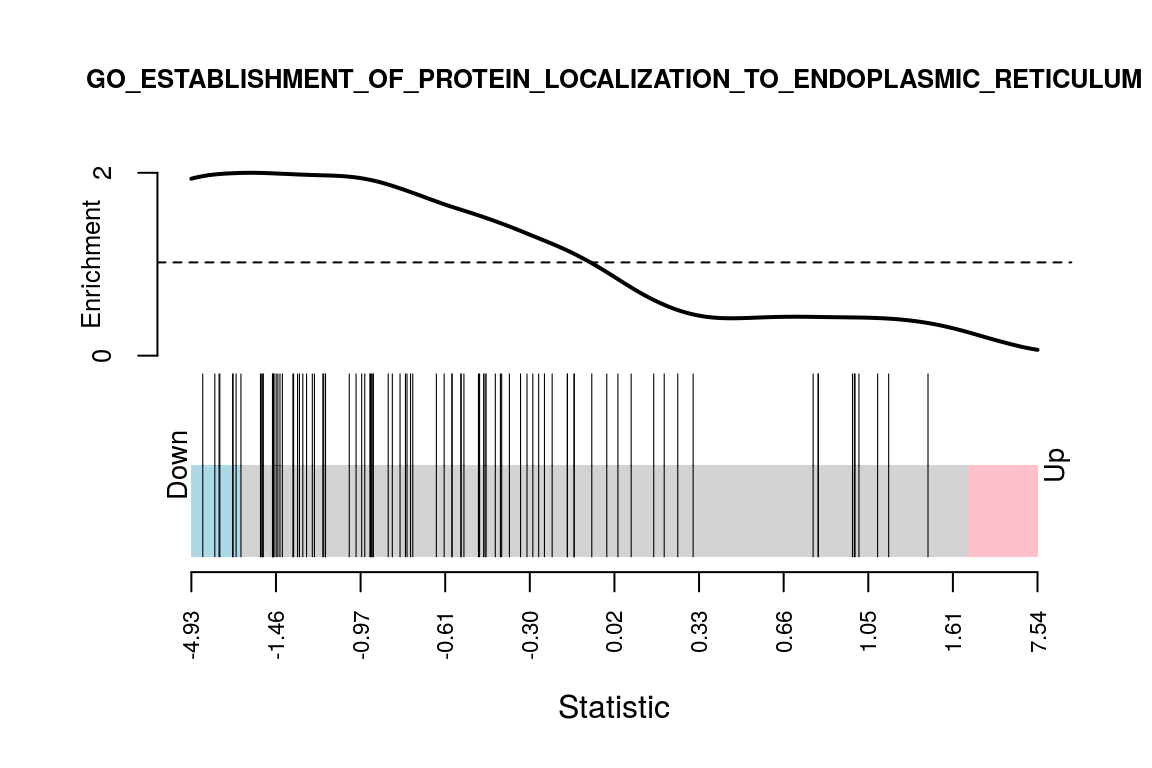 GO_ESTABLISHMENT_OF_PROTEIN_LOCALIZATION_TO_ENDOPLASMIC_RETICULUM
2
Enrichment
0
Down
Up
-4.93 -1.46 -0.97 -0.61 -0.30 0.02 0.33 0.66 1.05 1.61 7.54
Statistic